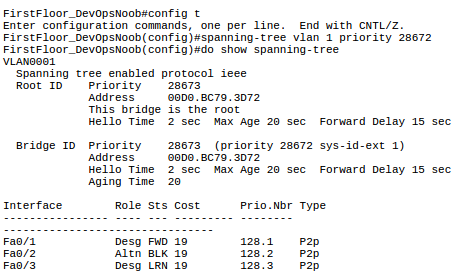 FirstFloor_DevOpsNoob#config t
Enter configuration commands, one per line.  End with CNTL/Z.
FirstFloor_DevOpsNoob(config)#spanning-tree vlan 1 priority 28672
FirstFloor_DevOpsNoob(config)#do show spanning-tree
VLAN0001
  Spanning tree enabled protocol ieee
  Root ID    Priority    28673
             Address     00D0.BC79.3D72
             This bridge is the root
             Hello Time  2 sec  Max Age 20 sec  Forward Delay 15 sec

  Bridge ID  Priority    28673  (priority 28672 sys-id-ext 1)
             Address     00D0.BC79.3D72
             Hello Time  2 sec  Max Age 20 sec  Forward Delay 15 sec
             Aging Time  20

Interface        Role Sts Cost      Prio.Nbr Type
---------------- ---- --- --------- -------- 
--------------------------------
Fa0/1            Desg FWD 19        128.1    P2p
Fa0/2            Altn BLK 19        128.2    P2p
Fa0/3            Desg LRN 19        128.3    P2p